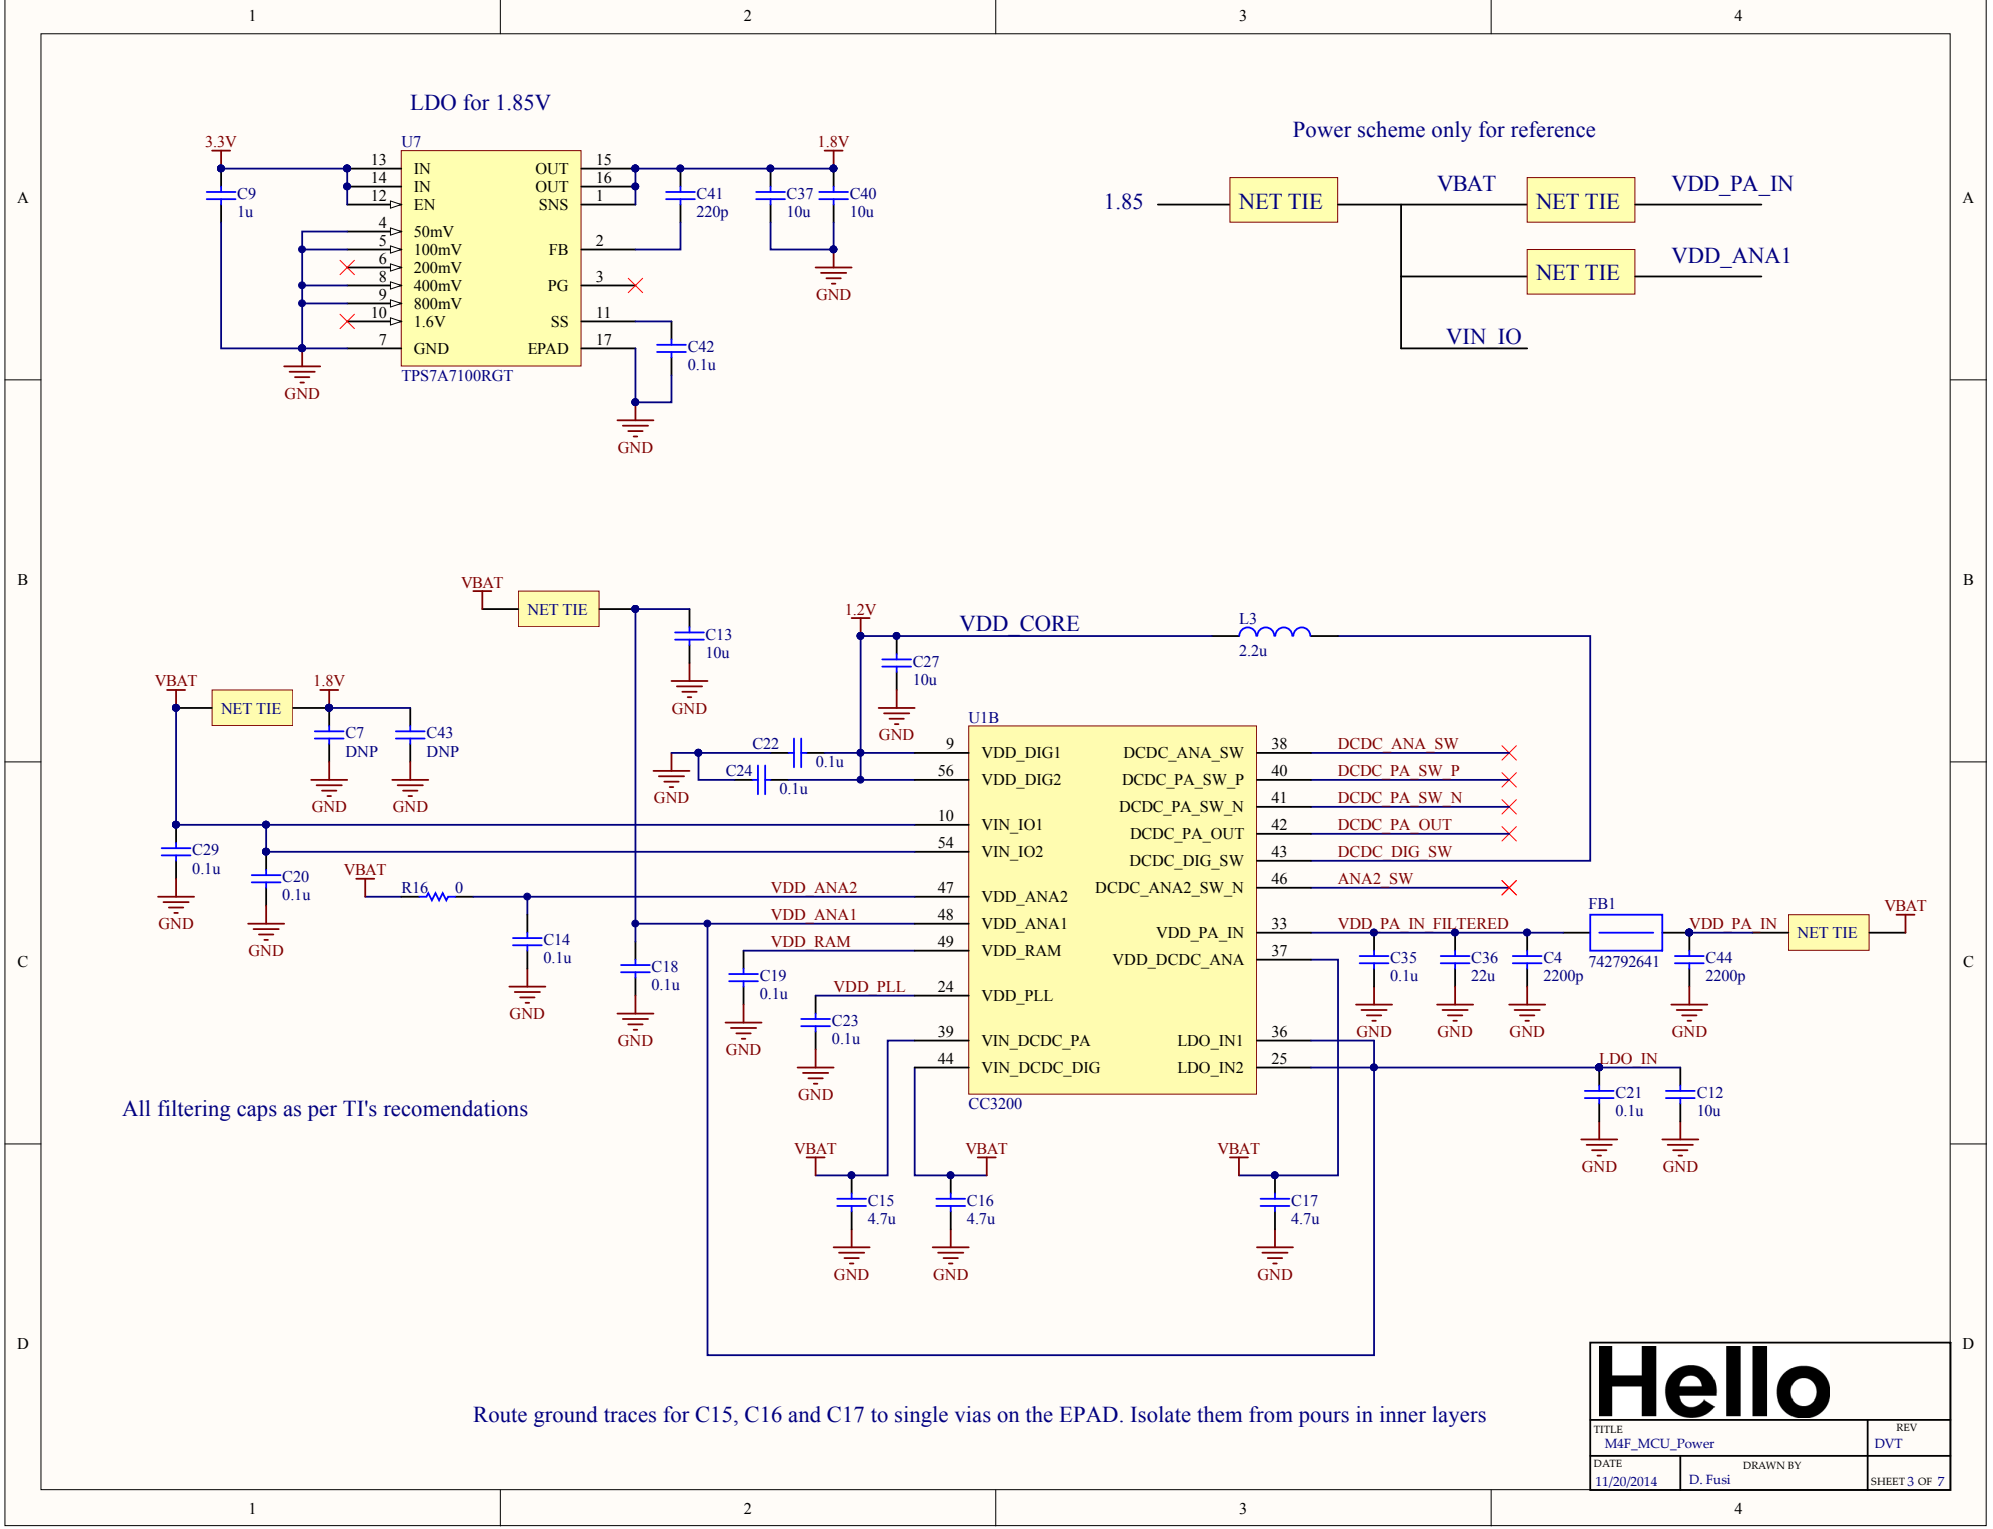 1 2 3 4
A
B
C
D
LDO for 1.85V
3.3V
C9
1u
U7
13 IN
14 IN
12 EN
4 50mV
5 100mV
6 200mV
8 400mV
9 800mV
10 1.6V
7 GND
OUT 15
OUT 16
SNS 1
FB 2
PG 3
SS 11
EPAD 17
TPS7A7100RGT
GND
1.8V
C41
220p
C37
10u
C40
10u
GND
C42
0.1u
GND
Power scheme only for reference
1.85
NET TIE
VBAT
NET TIE
VDD_PA_IN
NET TIE
VDD_ANA1
VIN_IO
A
B
C
D
VBAT
NET TIE
C13
10u
GND
VBAT
NET TIE
1.8V
C7
DNP
GND
C43
DNP
GND
C29
0.1u
GND
C20
0.1u
GND
VBAT
R16 0
C14
0.1u
GND
C18
0.1u
GND
VDD_ANA2
VDD_ANA1
VDD_RAM
C19
0.1u
GND
VDD_PLL
C23
0.1u
GND
1.2V
VDD_CORE
C27
10u
GND
L3
2.2u
C22
0.1u
C24
0.1u
GND
U1B
9 VDD_DIG1
56 VDD_DIG2
10 VIN_IO1
54 VIN_IO2
47 VDD_ANA2
48 VDD_ANA1
49 VDD_RAM
24 VDD_PLL
39 VIN_DCDC_PA
44 VIN_DCDC_DIG
DCDC_ANA_SW 38 DCDC_ANA_SW
DCDC_PA_SW_P 40 DCDC_PA_SW_P
DCDC_PA_SW_N 41 DCDC_PA_SW_N
DCDC_PA_OUT 42 DCDC_PA_OUT
DCDC_DIG_SW 43 DCDC_DIG_SW
DCDC_ANA2_SW_N 46 ANA2_SW
VDD_PA_IN 33 VDD_PA_IN_FILTERED
VDD_DCDC_ANA 37
LDO_IN1 36
LDO_IN2 25
CC3200
C35
0.1u
GND
C36
22u
GND
C4
2200p
GND
FB1
742792641
VDD_PA_IN
C44
2200p
GND
NET TIE
VBAT
LDO_IN
C21
0.1u
GND
C12
10u
GND
All filtering caps as per TI's recomendations
VBAT
C15
4.7u
GND
VBAT
C16
4.7u
GND
VBAT
C17
4.7u
GND
Route ground traces for C15, C16 and C17 to single vias on the EPAD. Isolate them from pours in inner layers
Hello
TITLE
M4F_MCU_Power
REV
DVT
DATE
11/20/2014
DRAWN BY
D. Fusi
SHEET 3 OF 7
1 2 3 4